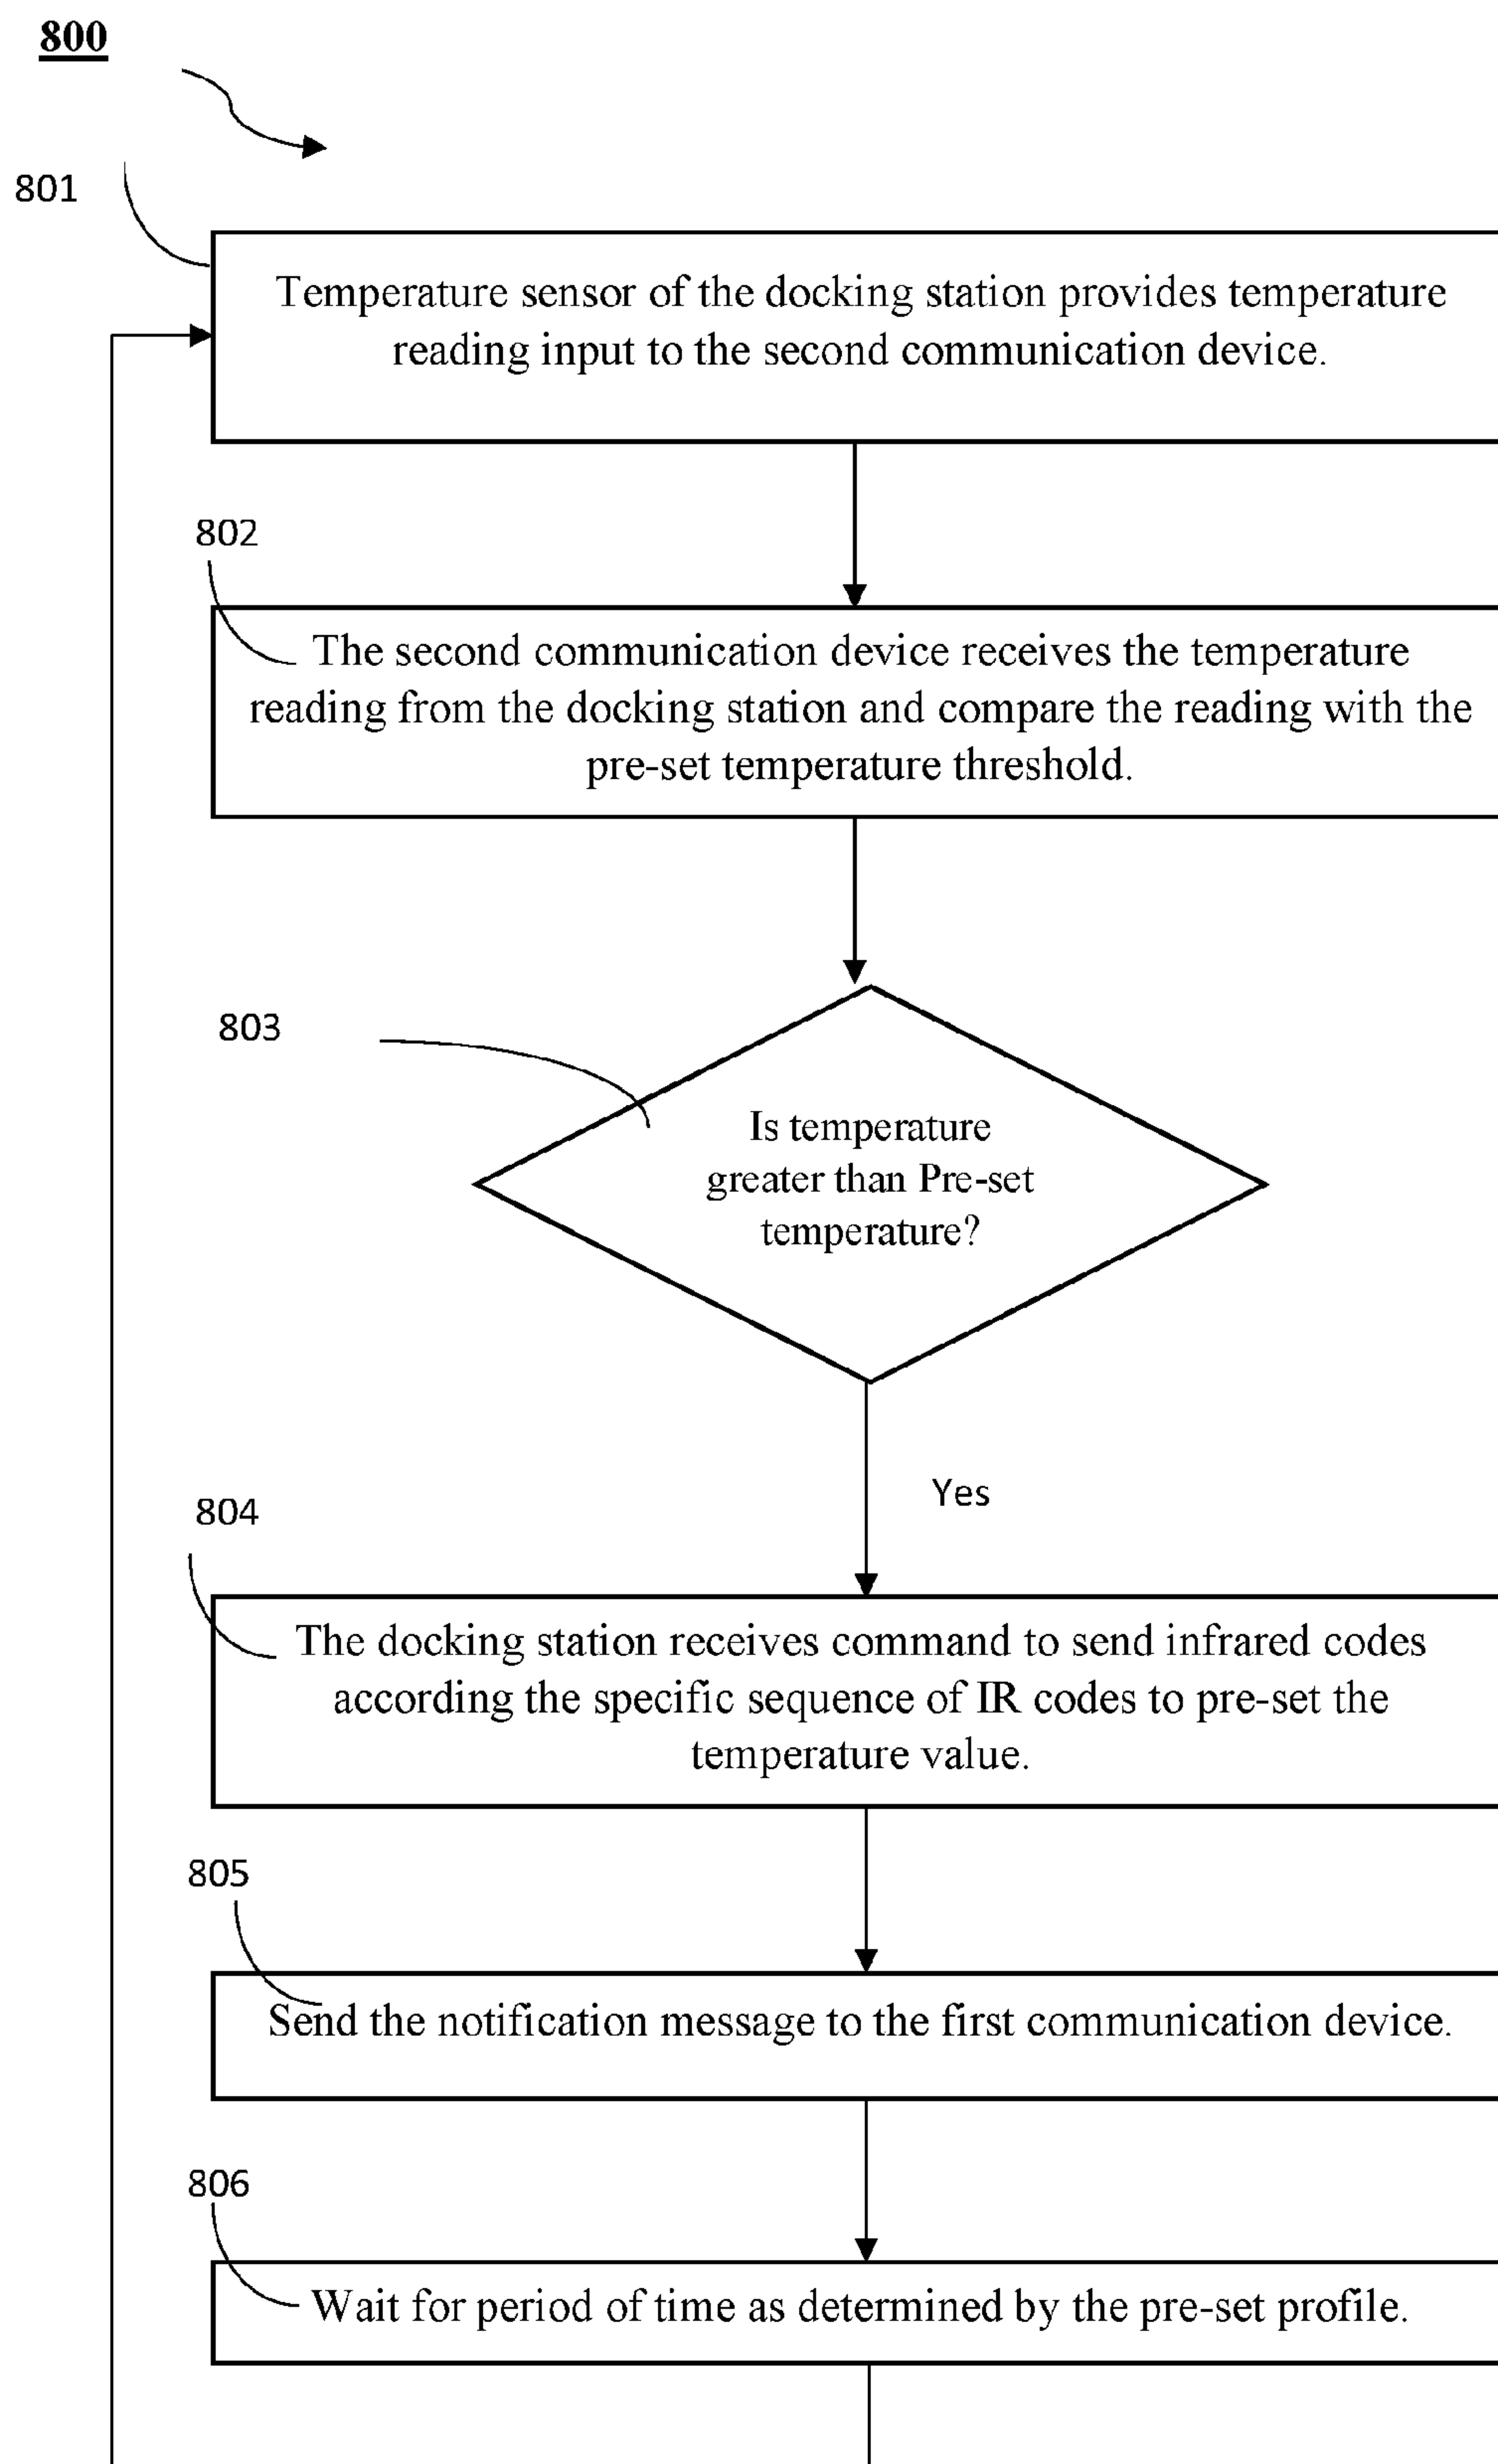 800
801
Temperature sensor of the docking station provides temperature
reading input to the second communication device.
802
The second communication device receives the temperature
reading from the docking station and compare the reading with the
pre-set temperature threshold.
803
Is temperature
greater than Pre-set
temperature?
Yes
804
The docking station receives command to send infrared codes
according the specific sequence of IR codes to pre-set the
temperature value.
805
Send the notification message to the first communication device.
806
Wait for period of time as determined by the pre-set profile.